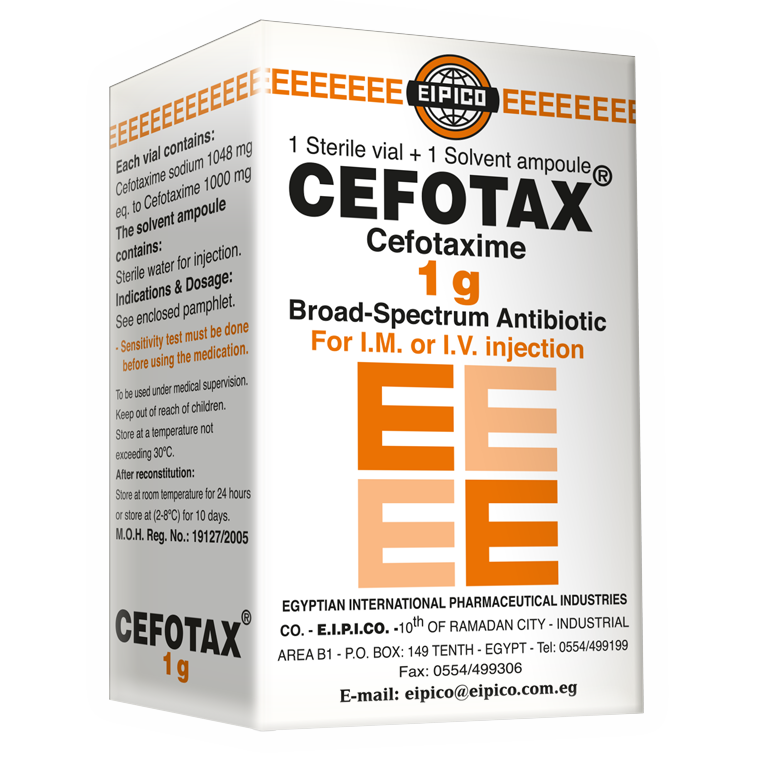 Each vial contains:
Cefotaxime sodium 1048 mg
eq. to Cefotaxime 1000 mg
The solvent ampoule
contains:
Sterile water for injection.
Indications & Dosage:
See enclosed pamphlet.
- Sensitivity test must be done
before using the medication.
To be used under medical supervision.
Keep out of reach of children.
Store at a temperature not
exceeding 30ºC.
After reconstitution:
Store at room temperature for 24 hours
or store at (2-8ºC) for 10 days.
M.O.H. Reg. No.: 19127/2005
CEFOTAX®
1 g
EEEEEEEEEEE
EEEEEEE EIPICO EEEEEEE
1 Sterile vial + 1 Solvent ampoule
CEFOTAX®
Cefotaxime
1 g
Broad-Spectrum Antibiotic
For I.M. or I.V. injection
E E
E E
EGYPTIAN INTERNATIONAL PHARMACEUTICAL INDUSTRIES
CO. - E.I.P.I.CO. -10th OF RAMADAN CITY - INDUSTRIAL
AREA B1 - P.O. BOX: 149 TENTH - EGYPT - Tel: 0554/499199
Fax: 0554/499306
E-mail: eipico@eipico.com.eg